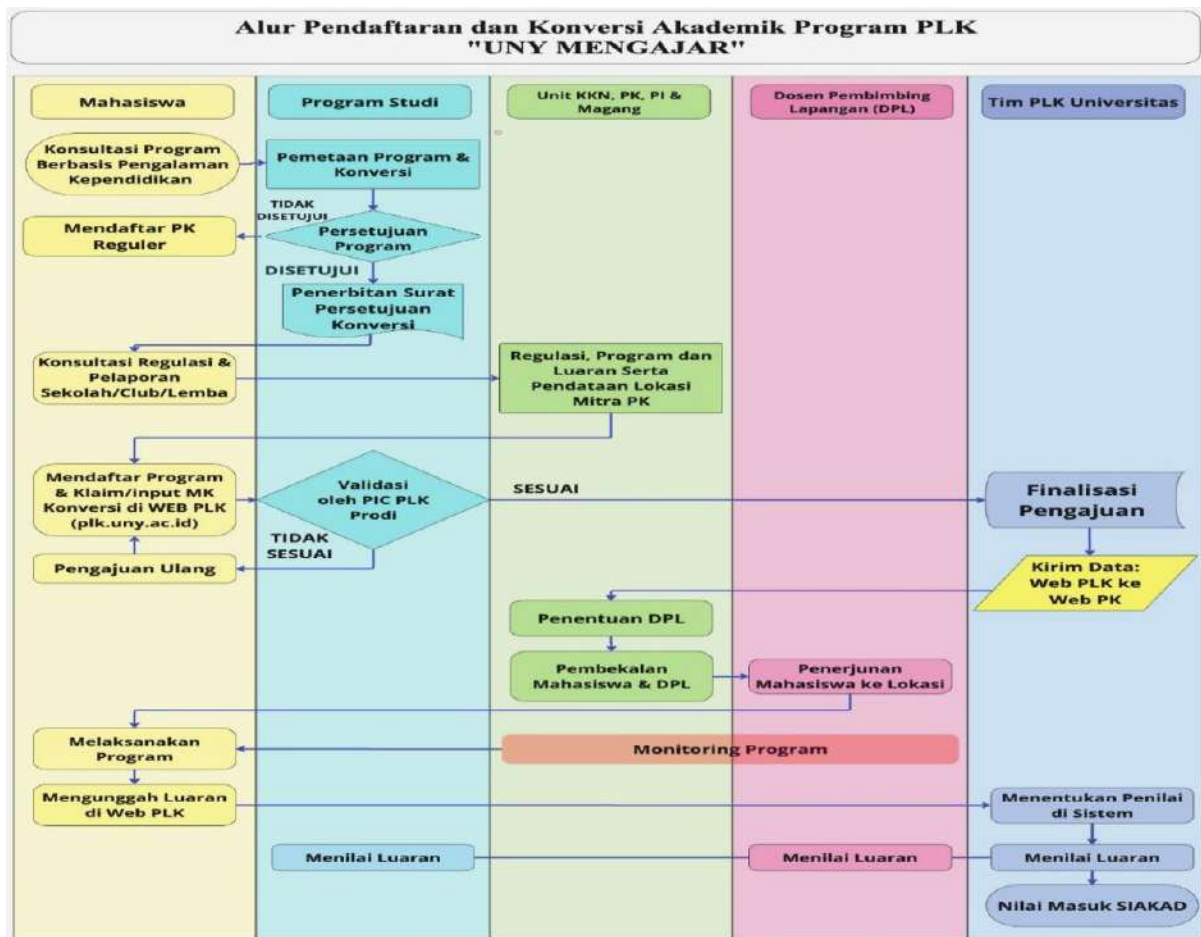 Alur Pendaftaran dan Konversi Akademik Program PLK
"UNY MENGAJAR"
Mahasiswa
Program Studi
Unit KKN, PK, PI &
Magang
Dosen Pembimbing
Lapangan (DPL)
Tim PLK Universitas
Konsultasi Program
Berbasis Pengalaman
Kependidikan
Pemetaan Program &
Konversi
TIDAK
DISETUJUI
Mendaftar PK
Reguler
Persetujuan
Program
DISETUJUI
Penerbitan Surat
Persetujuan
Konversi
Konsultasi Regulasi &
Pelaporan
Sekolah/Club/Lemba
Regulasi, Program dan
Luaran Serta
Pendataan Lokasi
Mitra PK
Mendaftar Program
& Klaim/input MK
Konversi di WEB PLK
(plk.uny.ac.id)
Validasi
oleh PIC PLK
Prodi
SESUAI
Finalisasi
Pengajuan
TIDAK
SESUAI
Pengajuan Ulang
Kirim Data:
Web PLK ke
Web PK
Penentuan DPL
Pembekalan
Mahasiswa & DPL
Penerjunan
Mahasiswa ke Lokasi
Melaksanakan
Program
Monitoring Program
Mengunggah Luaran
di Web PLK
Menentukan Penilai
di Sistem
Menilai Luaran
Menilai Luaran
Menilai Luaran
Nilai Masuk SIAKAD